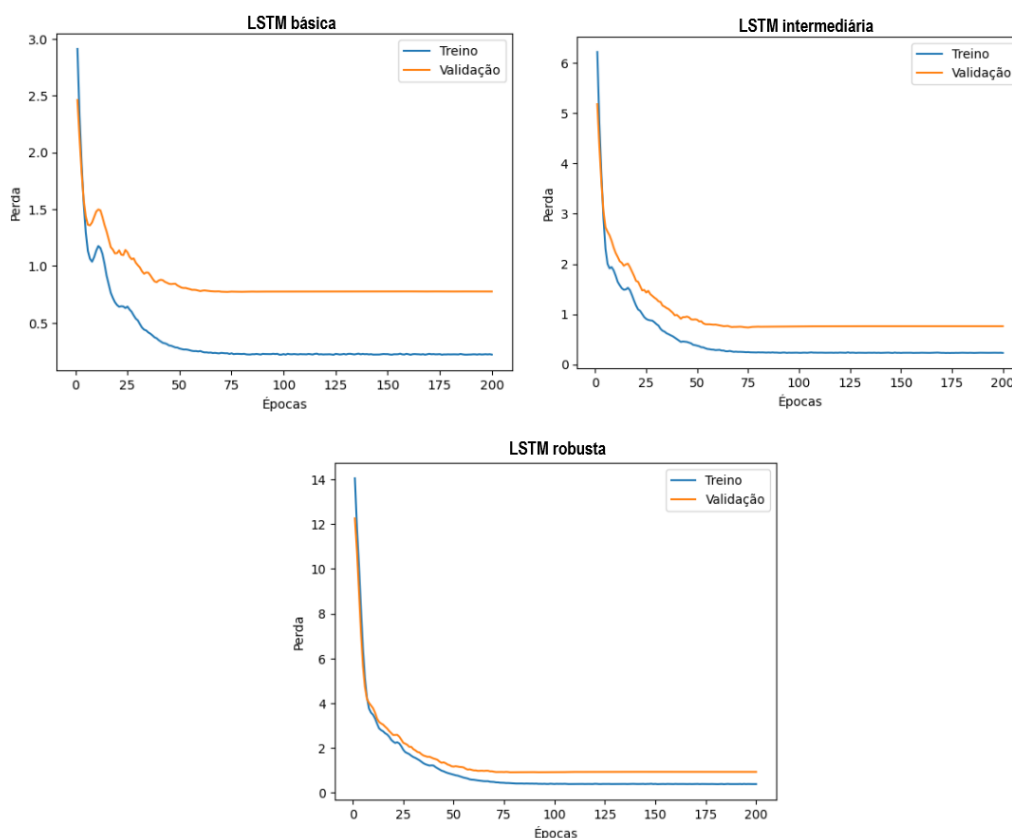 LSTM básica
3.0
2.5
2.0
1.5
1.0
0.5
Perda
Treino
Validação
0 25 50 75 100 125 150 175 200
Épocas
LSTM intermediária
6
5
4
3
2
1
0
Perda
Treino
Validação
0 25 50 75 100 125 150 175 200
Épocas
LSTM robusta
14
12
10
8
6
4
2
0
Perda
Treino
Validação
0 25 50 75 100 125 150 175 200
Épocas